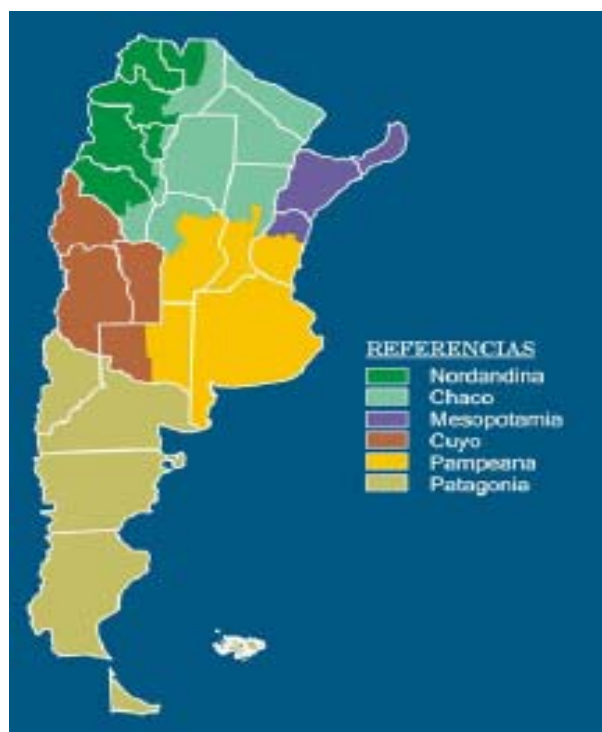 REFERENCIAS
Nordandina
Chaco
Mesopotamia
Cuyo
Pampeana
Patagonia